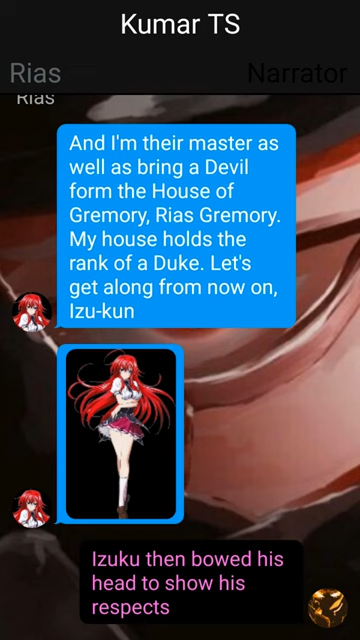 Kumar TS
Rias
Narrator
Rias
And I'm their master as
well as bring a Devil
form the House of
Gremory, Rias Gremory.
My house holds the
rank of a Duke. Let's
get along from now on,
Izu-kun
Izuku then bowed his
head to show his
respects